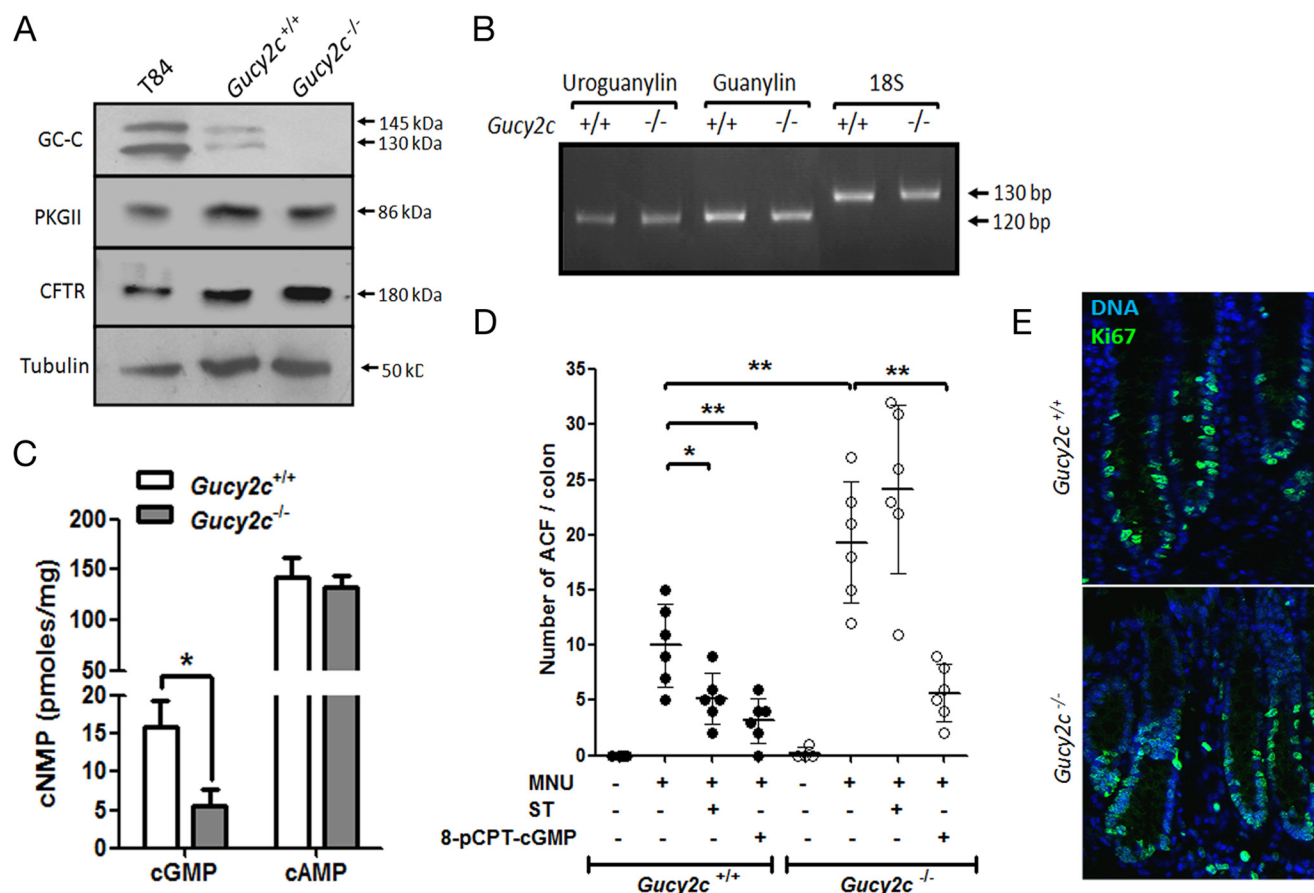 A
T84
Gucy2c+/+
Gucy2c-/-
GC-C
145 kDa
130 kDa
PKGII
86 kDa
CFTR
180 kDa
Tubulin
50 kD
B
Uroguanylin Guanylin 18S
Gucy2c +/+ -/- +/+ -/- +/+ -/-
130 bp
120 bp
C
Gucy2c+/+
Gucy2c-/-
cNMP (pmoles/mg)
200
150
100
50
20
15
10
5
0
*
cGMP cAMP
D
Number of ACF / colon
35
30
25
20
15
10
5
0
** **
**
*
MNU - + + + - + + +
ST - - + - - - + -
8-pCPT-cGMP - - - + - - - +
Gucy2c +/+ Gucy2c -/-
E
DNA
Ki67
Gucy2c +/+
Gucy2c -/-